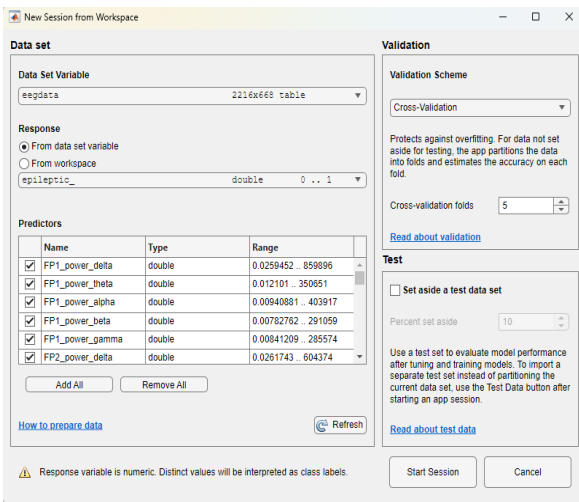 New Session from Workspace
Data set
Data Set Variable
eegdata 2216x668 table
Response
From data set variable
From workspace
epileptic_ double 0 .. 1
Predictors
Name Type Range
FP1_power_delta double 0.0259452 .. 859896
FP1_power_theta double 0.012101 .. 350651
FP1_power_alpha double 0.00940881 .. 403917
FP1_power_beta double 0.00782762 .. 291059
FP1_power_gamma double 0.00841209 .. 285574
FP2_power_delta double 0.0261743 .. 604374
Add All Remove All
How to prepare data Refresh
Response variable is numeric. Distinct values will be interpreted as class labels.
Validation
Validation Scheme
Cross-Validation
Protects against overfitting. For data not set
aside for testing, the app partitions the data
into folds and estimates the accuracy on each
fold.
Cross-validation folds 5
Read about validation
Test
Set aside a test data set
Percent set aside 10
Use a test set to evaluate model performance
after tuning and training models. To import a
separate test set instead of partitioning the
current data set, use the Test Data button after
starting an app session.
Read about test data
Start Session Cancel